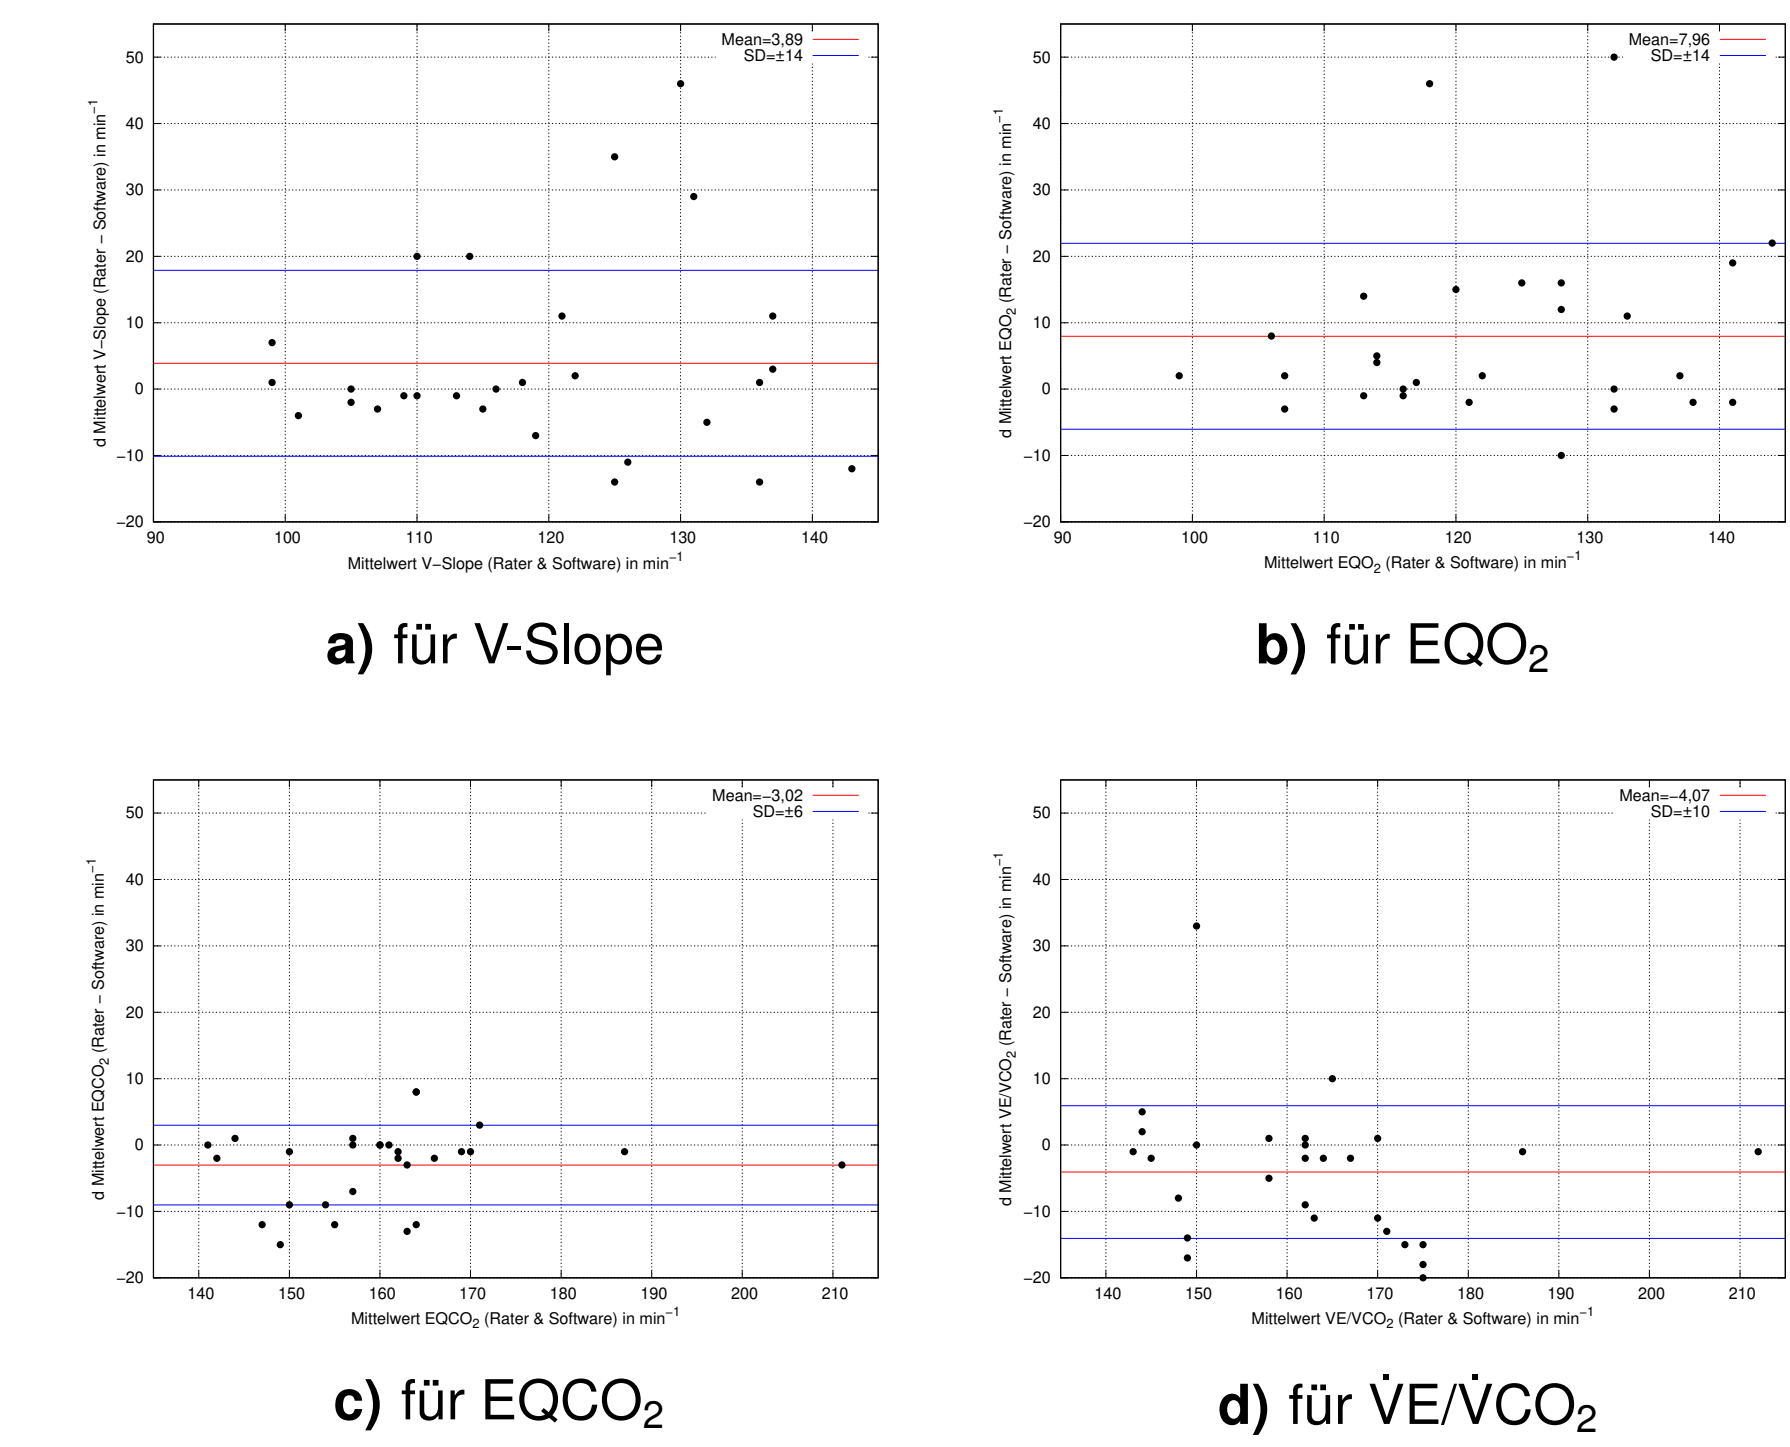 Mean=3,89
SD=±14
50
40
30
20
10
0
−10
−20
90 100 110 120 130 140
d Mittelwert V−Slope (Rater − Software) in min⁻¹
Mittelwert V−Slope (Rater & Software) in min⁻¹
a) für V-Slope
Mean=7,96
SD=±14
50
40
30
20
10
0
−10
−20
90 100 110 120 130 140
d Mittelwert EQO₂ (Rater − Software) in min⁻¹
Mittelwert EQO₂ (Rater & Software) in min⁻¹
b) für EQO₂
Mean=−3,02
SD=±6
50
40
30
20
10
0
−10
−20
140 150 160 170 180 190 200 210
d Mittelwert EQCO₂ (Rater − Software) in min⁻¹
Mittelwert EQCO₂ (Rater & Software) in min⁻¹
c) für EQCO₂
Mean=−4,07
SD=±10
50
40
30
20
10
0
−10
−20
140 150 160 170 180 190 200 210
d Mittelwert VE/VCO₂ (Rater − Software) in min⁻¹
Mittelwert VE/VCO₂ (Rater & Software) in min⁻¹
d) für V̇E/V̇CO₂